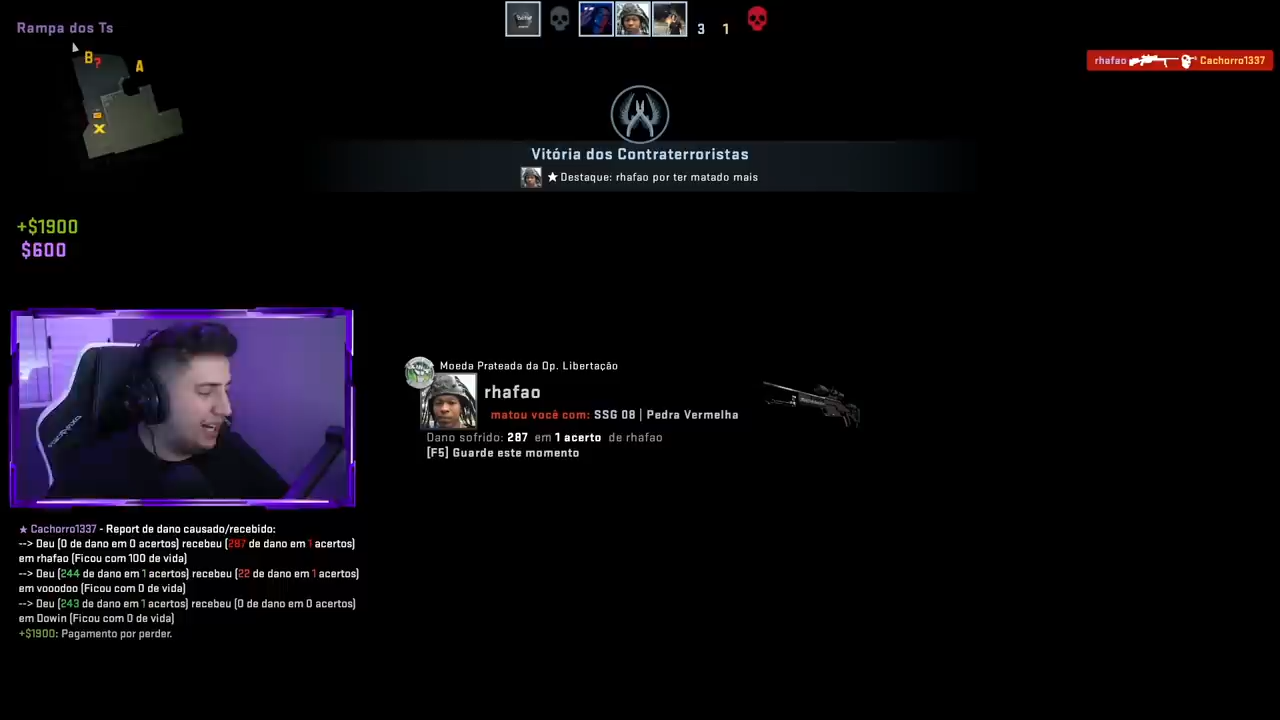 Rampa dos Ts
B?
A
X
3 1
rhafao Cachorro1337
Vitória dos Contraterroristas
★ Destaque: rhafao por ter matado mais
+$1900
$600
Moeda Prateada da Op. Libertação
rhafao
matou você com: SSG 08 | Pedra Vermelha
Dano sofrido: 287 em 1 acerto de rhafao
[F5] Guarde este momento
★ Cachorro1337 - Report de dano causado/recebido:
--> Deu (0 de dano em 0 acertos) recebeu (287 de dano em 1 acertos)
em rhafao (Ficou com 100 de vida)
--> Deu (244 de dano em 1 acertos) recebeu (22 de dano em 1 acertos)
em vooodoo (Ficou com 0 de vida)
--> Deu (243 de dano em 1 acertos) recebeu (0 de dano em 0 acertos)
em Dowin (Ficou com 0 de vida)
+$1900: Pagamento por perder.